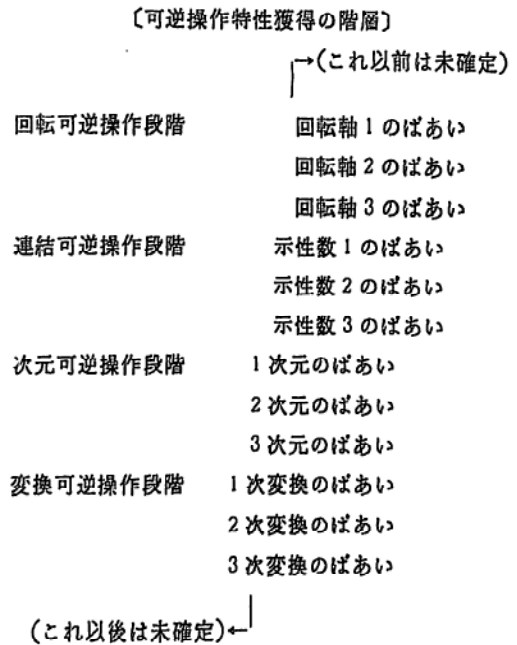 〔可逆操作特性獲得の階層〕
→(これ以前は未確定)
回転可逆操作段階 回転軸1のばあい
回転軸2のばあい
回転軸3のばあい
連結可逆操作段階 示性数1のばあい
示性数2のばあい
示性数3のばあい
次元可逆操作段階 1次元のばあい
2次元のばあい
3次元のばあい
変換可逆操作段階 1次変換のばあい
2次変換のばあい
3次変換のばあい
(これ以後は未確定)←